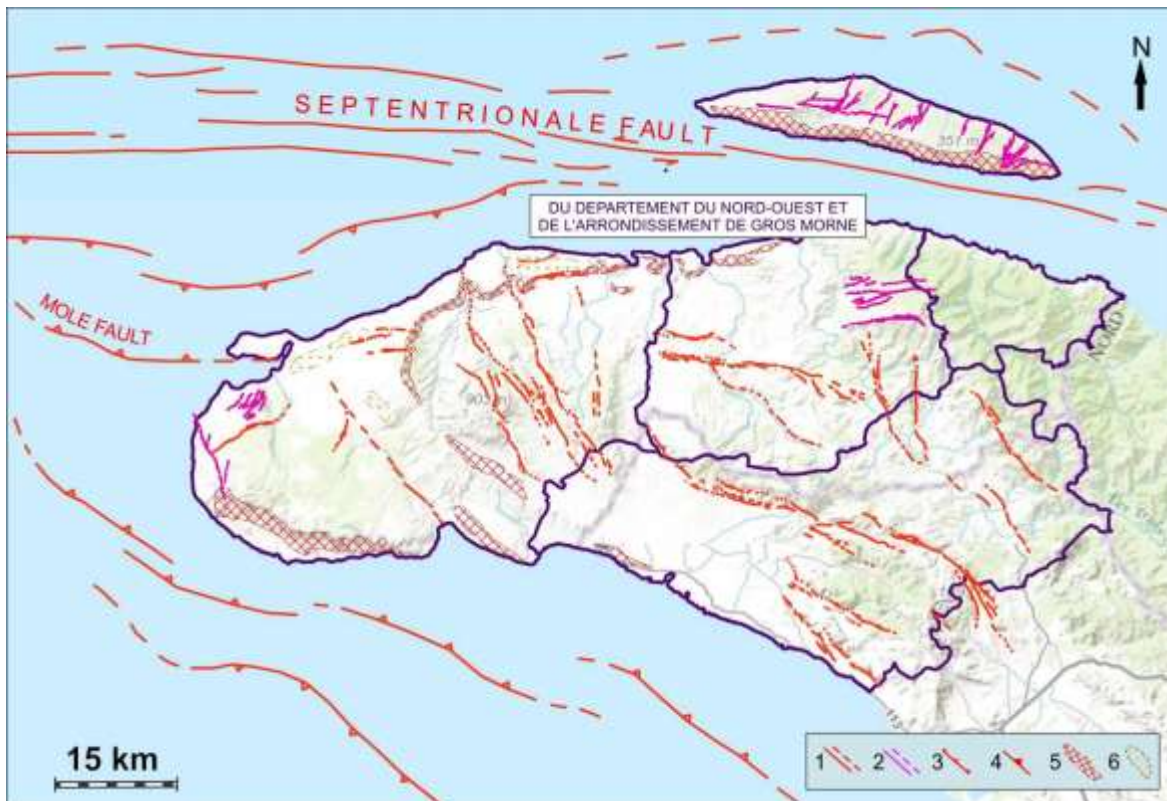 N
SEPTENTRIONALE FAULT
357 m
DU DEPARTEMENT DU NORD-OUEST ET
DE L'ARRONDISSEMENT DE GROS MORNE
MOLE FAULT
NORD
15 km
1 2 3 4 5 6